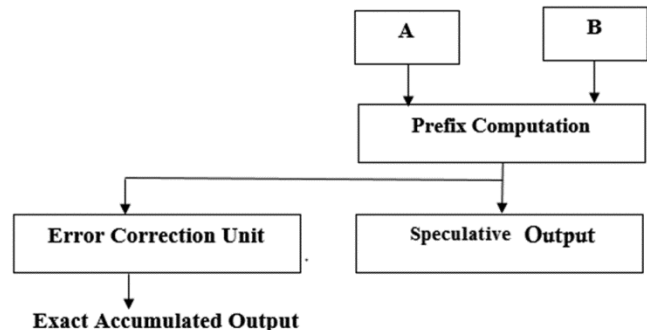 A
B
Prefix Computation
Error Correction Unit
Speculative Output
Exact Accumulated Output